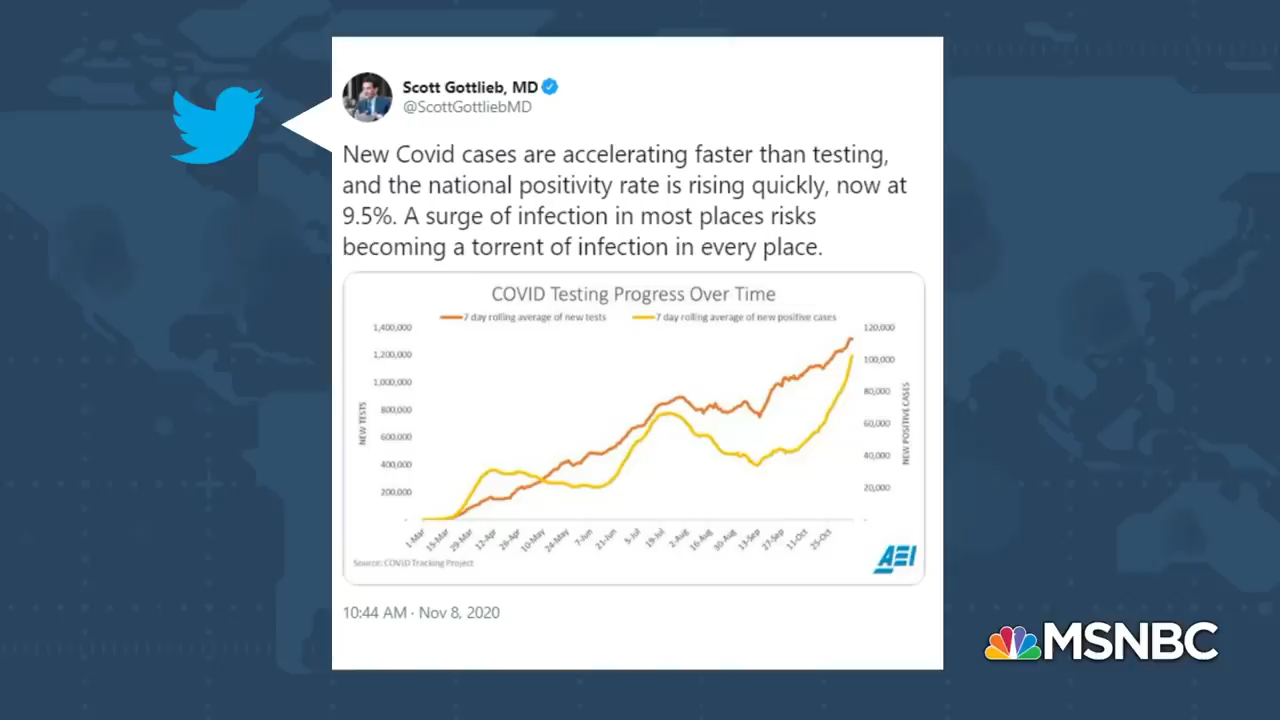 Scott Gottlieb, MD
@ScottGottliebMD
New Covid cases are accelerating faster than testing,
and the national positivity rate is rising quickly, now at
9.5%. A surge of infection in most places risks
becoming a torrent of infection in every place.
COVID Testing Progress Over Time
7 day rolling average of new tests
7 day rolling average of new positive cases
1,400,000
1,200,000
1,000,000
800,000
600,000
400,000
200,000
-
NEW TESTS
120,000
100,000
80,000
60,000
40,000
20,000
-
NEW POSITIVE CASES
1-Mar
15-Mar
29-Mar
12-Apr
26-Apr
10-May
24-May
7-Jun
21-Jun
5-Jul
19-Jul
2-Aug
16-Aug
30-Aug
13-Sep
27-Sep
11-Oct
25-Oct
Source: COVID Tracking Project
AEI
10:44 AM · Nov 8, 2020
MSNBC